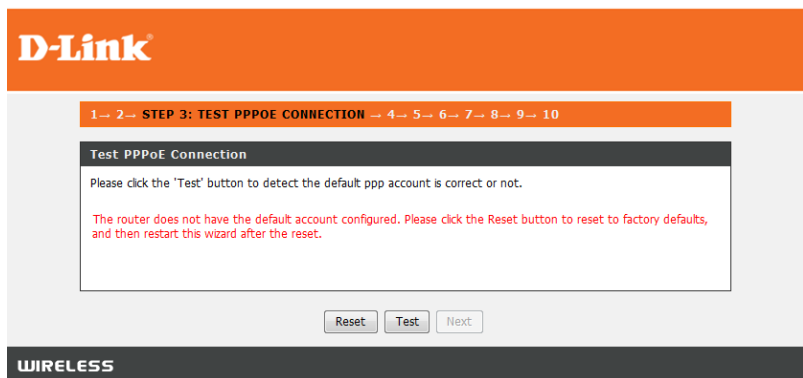 D-Link
1→ 2→ STEP 3: TEST PPPOE CONNECTION → 4→ 5→ 6→ 7→ 8→ 9→ 10
Test PPPoE Connection
Please click the 'Test' button to detect the default ppp account is correct or not.
The router does not have the default account configured. Please click the Reset button to reset to factory defaults,
and then restart this wizard after the reset.
Reset Test Next
WIRELESS